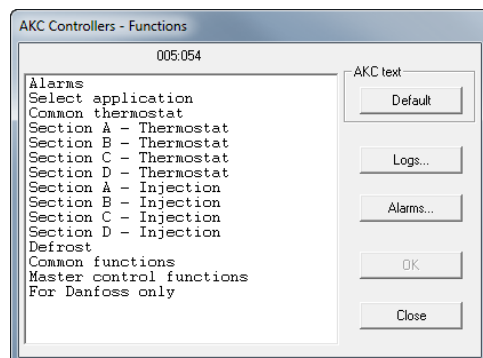 AKC Controllers - Functions
005:054
Alarms
Select application
Common thermostat
Section A - Thermostat
Section B - Thermostat
Section C - Thermostat
Section D - Thermostat
Section A - Injection
Section B - Injection
Section C - Injection
Section D - Injection
Defrost
Common functions
Master control functions
For Danfoss only
AKC text
Default
Logs...
Alarms...
OK
Close